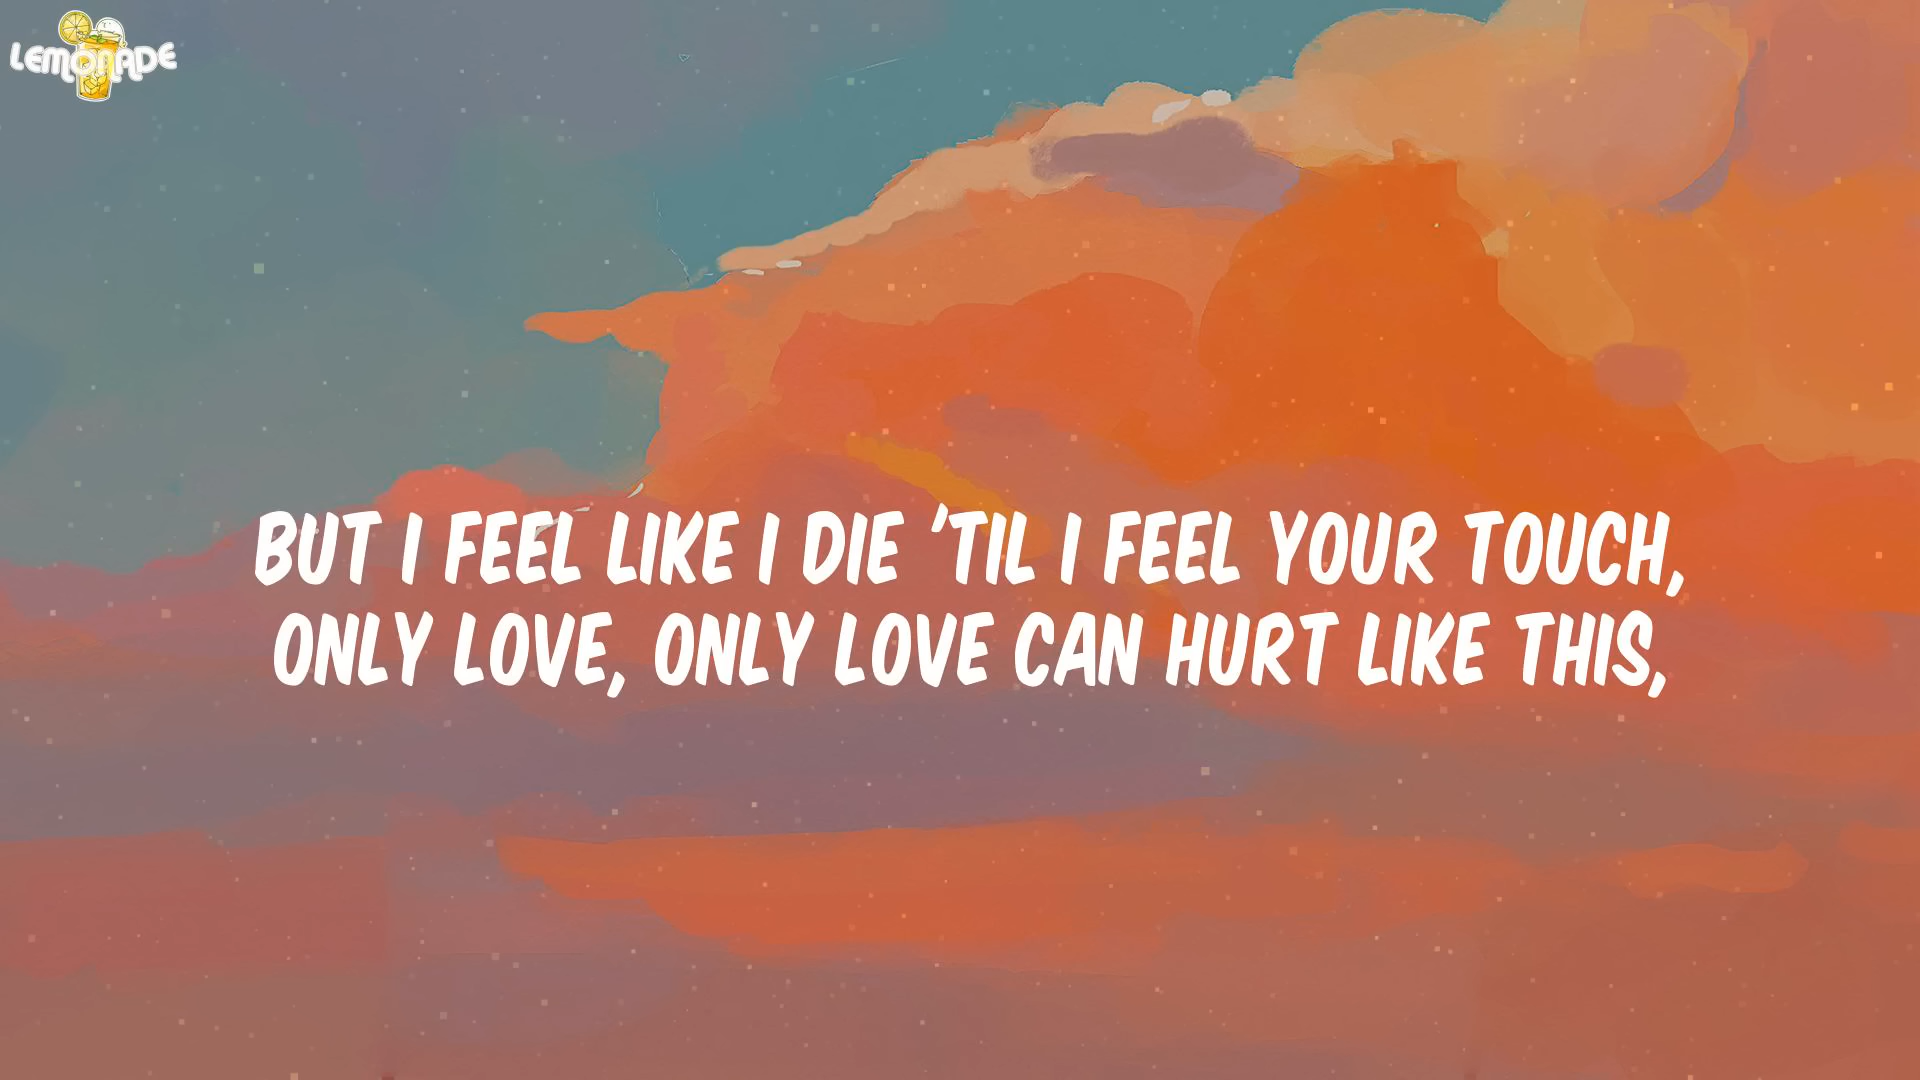 LEMONADE
BUT I FEEL LIKE I DIE 'TIL I FEEL YOUR TOUCH,
ONLY LOVE, ONLY LOVE CAN HURT LIKE THIS,